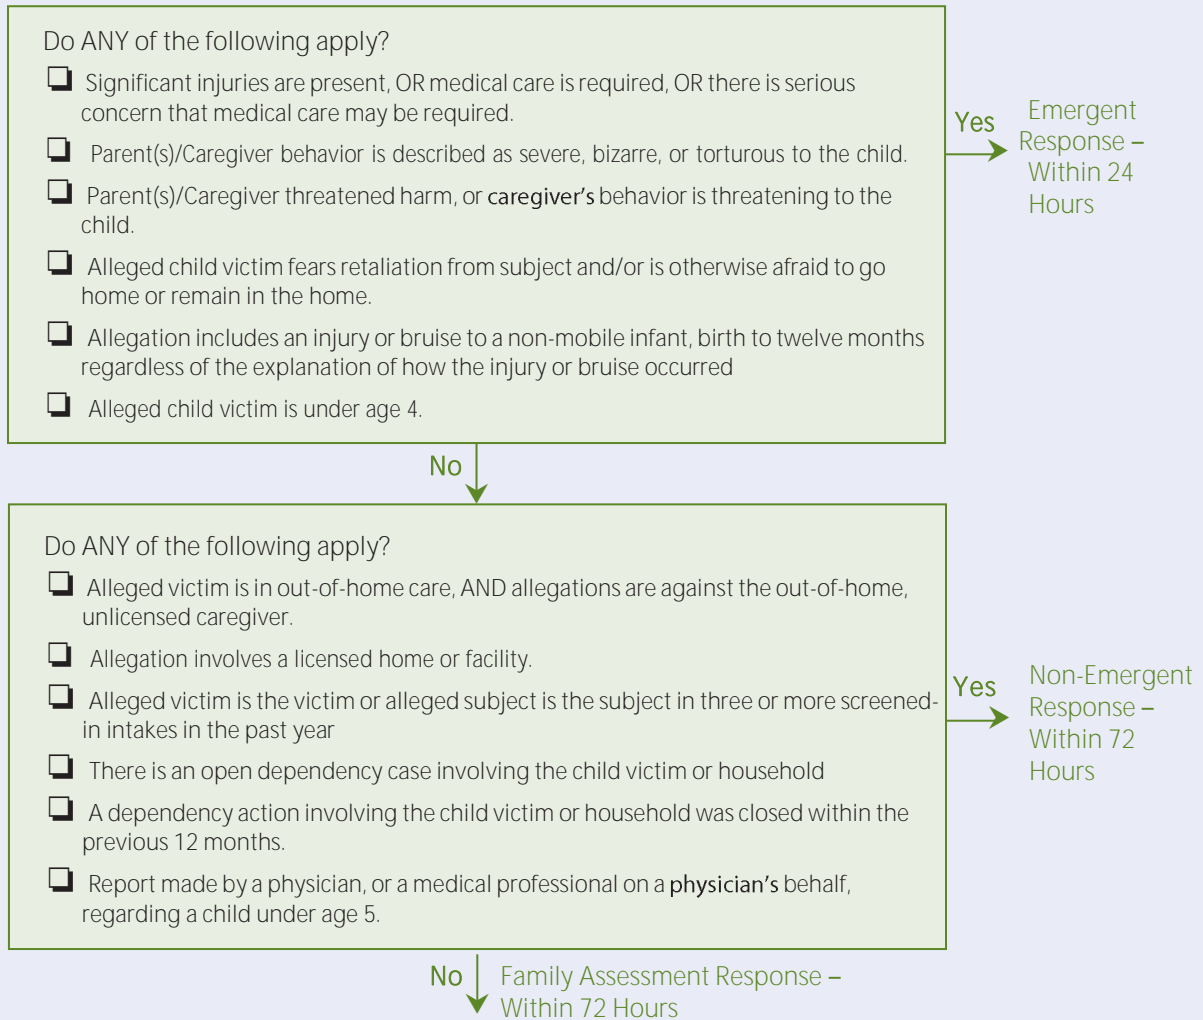 Do ANY of the following apply?
❏ Significant injuries are present, OR medical care is required, OR there is serious
concern that medical care may be required.
❏ Parent(s)/Caregiver behavior is described as severe, bizarre, or torturous to the child.
❏ Parent(s)/Caregiver threatened harm, or caregiver's behavior is threatening to the
child.
❏ Alleged child victim fears retaliation from subject and/or is otherwise afraid to go
home or remain in the home.
❏ Allegation includes an injury or bruise to a non-mobile infant, birth to twelve months
regardless of the explanation of how the injury or bruise occurred
❏ Alleged child victim is under age 4.
Yes
Emergent
Response –
Within 24
Hours
No
Do ANY of the following apply?
❏ Alleged victim is in out-of-home care, AND allegations are against the out-of-home,
unlicensed caregiver.
❏ Allegation involves a licensed home or facility.
❏ Alleged victim is the victim or alleged subject is the subject in three or more screened-
in intakes in the past year
❏ There is an open dependency case involving the child victim or household
❏ A dependency action involving the child victim or household was closed within the
previous 12 months.
❏ Report made by a physician, or a medical professional on a physician's behalf,
regarding a child under age 5.
Yes
Non-Emergent
Response –
Within 72
Hours
No
Family Assessment Response –
Within 72 Hours